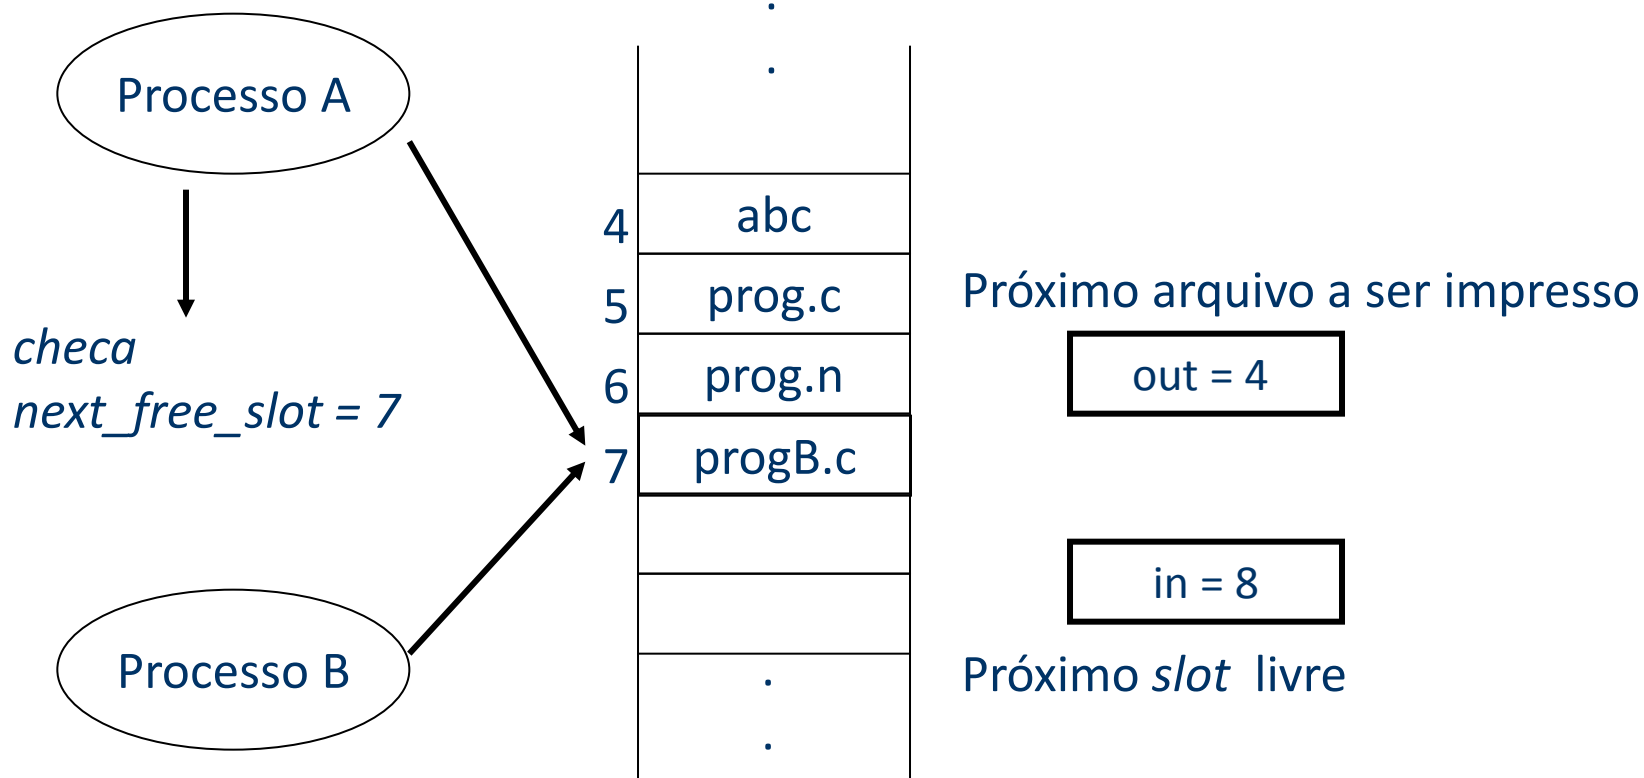 Processo A
checa
next_free_slot = 7
Processo B
4 abc
5 prog.c
6 prog.n
7 progB.c
Próximo arquivo a ser impresso
out = 4
in = 8
Próximo slot livre